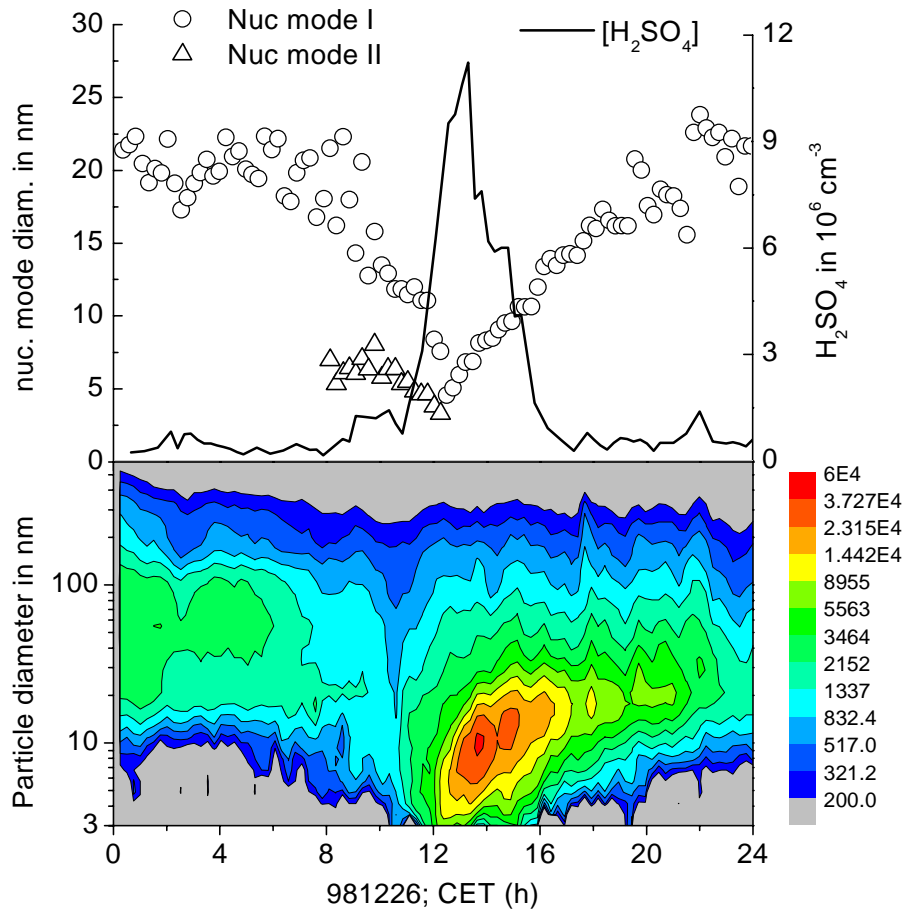 Nuc mode I
Nuc mode II
[H₂SO₄]
30
25
20
15
10
5
0
nuc. mode diam. in nm
12
9
6
3
0
H₂SO₄ in 10⁶ cm⁻³
100
10
3
Particle diameter in nm
6E4
3.727E4
2.315E4
1.442E4
8955
5563
3464
2152
1337
832.4
517.0
321.2
200.0
0 4 8 12 16 20 24
981226; CET (h)